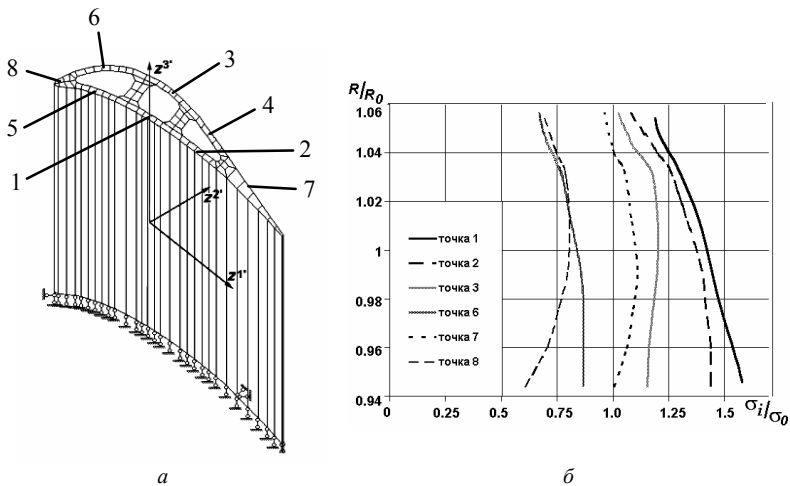 6
8
z³'
3
4
5
1
2
z²'
7
z¹'
а
R/R₀
1.06
1.04
1.02
1
0.98
0.96
0.94
точка 1
точка 2
точка 3
точка 6
точка 7
точка 8
0 0.25 0.5 0.75 1.0 1.25 1.5 σᵢ/σ₀
б